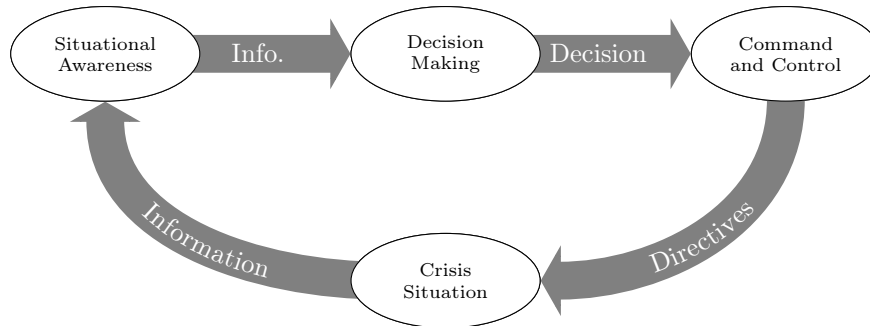 Situational
Awareness
Info.
Decision
Making
Decision
Command
and Control
Information
Directives
Crisis
Situation